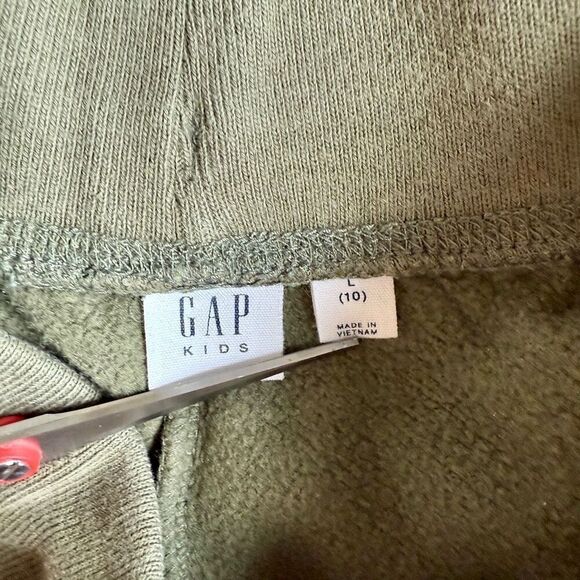 GAP
KIDS
L
(10)
MADE IN
VIETNAM